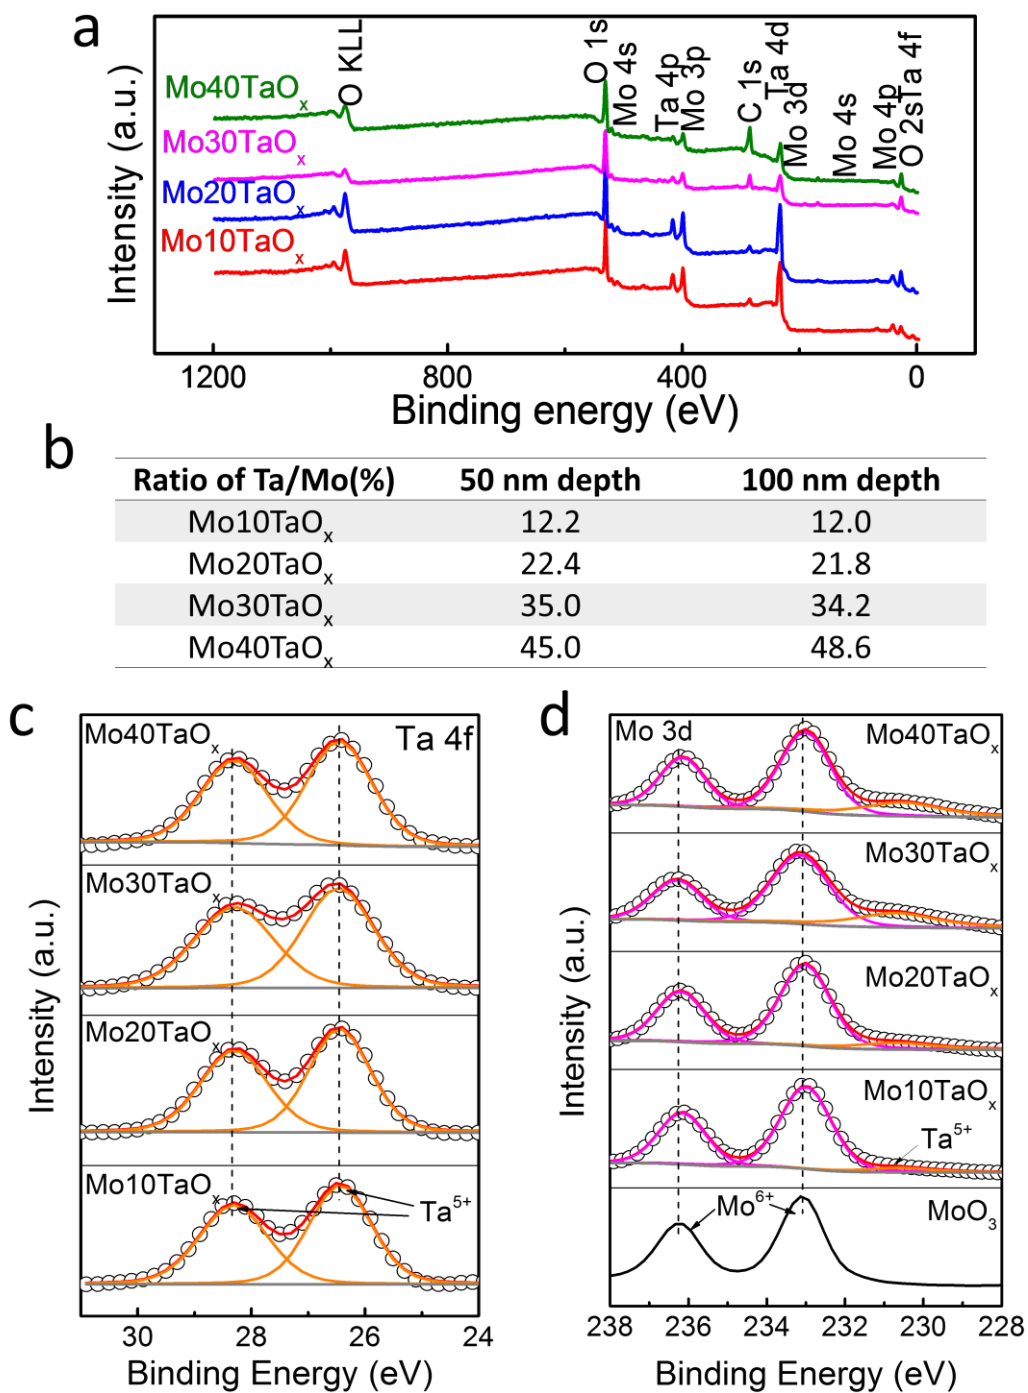 a
Intensity (a.u.)
Mo40TaOx
Mo30TaOx
Mo20TaOx
Mo10TaOx
O KLL
O 1s
Mo 4s
Ta 4p
Mo 3p
C 1s
Ta 4d
Mo 3d
Mo 4s
Mo 4p
O 2s
Ta 4f
1200 800 400 0
Binding energy (eV)
b
Ratio of Ta/Mo(%) 50 nm depth 100 nm depth
Mo10TaOx 12.2 12.0
Mo20TaOx 22.4 21.8
Mo30TaOx 35.0 34.2
Mo40TaOx 45.0 48.6
c
Intensity (a.u.)
Mo40TaOx Ta 4f
Mo30TaOx
Mo20TaOx
Mo10TaOx
Ta5+
30 28 26 24
Binding Energy (eV)
d
Intensity (a.u.)
Mo 3d Mo40TaOx
Mo30TaOx
Mo20TaOx
Mo10TaOx
Ta5+
Mo6+ MoO3
238 236 234 232 230 228
Binding Energy (eV)